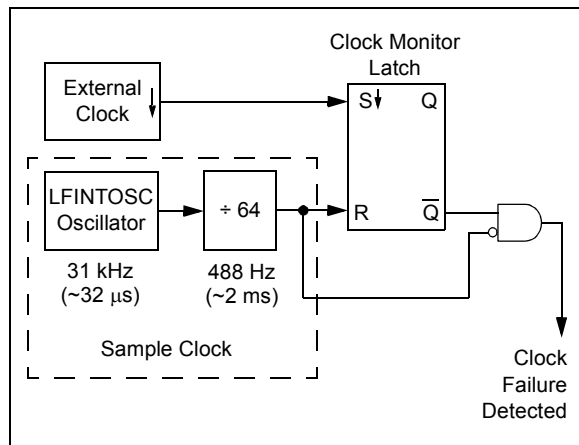 Clock Monitor
Latch
External
Clock
S
Q
LFINTOSC
Oscillator
÷ 64
R
Q̅
31 kHz
(~32 μs)
488 Hz
(~2 ms)
Sample Clock
Clock
Failure
Detected